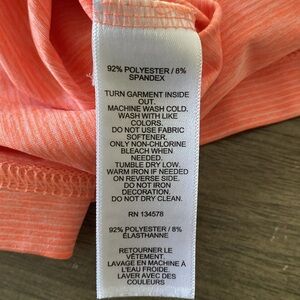 92% POLYESTER / 8%
SPANDEX
TURN GARMENT INSIDE
OUT.
MACHINE WASH COLD.
WASH WITH LIKE
COLORS.
DO NOT USE FABRIC
SOFTENER.
ONLY NON-CHLORINE
BLEACH WHEN
NEEDED.
TUMBLE DRY LOW.
WARM IRON IF NEEDED
ON REVERSE SIDE.
DO NOT IRON
DECORATION.
DO NOT DRY CLEAN.
RN 134578
92% POLYESTER / 8%
ÉLASTHANNE
RETOURNER LE
VÊTEMENT.
LAVAGE EN MACHINE À
L'EAU FROIDE.
LAVER AVEC DES
COULEURS